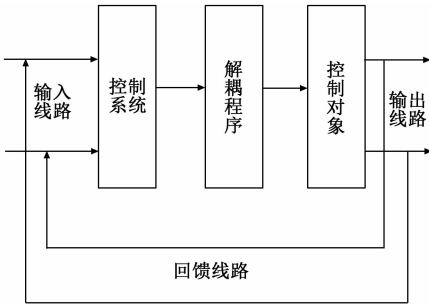 输入
线路
控制
系统
解
耦
程
序
控
制
对
象
输出
线路
回馈线路